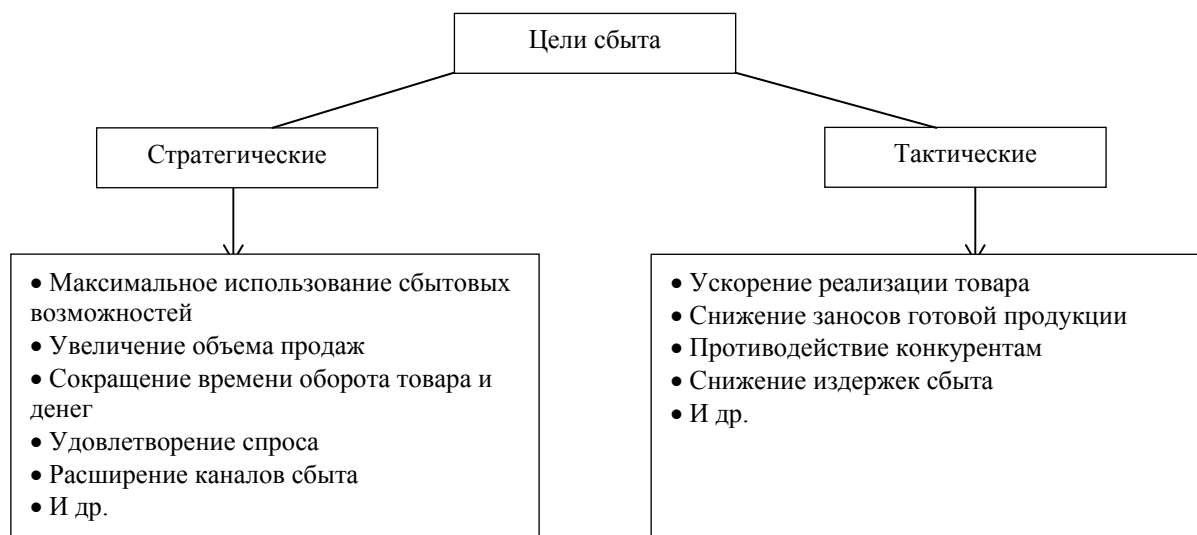 Цели сбыта
Стратегические
Тактические
• Максимальное использование сбытовых
возможностей
• Увеличение объема продаж
• Сокращение времени оборота товара и
денег
• Удовлетворение спроса
• Расширение каналов сбыта
• И др.
• Ускорение реализации товара
• Снижение заносов готовой продукции
• Противодействие конкурентам
• Снижение издержек сбыта
• И др.